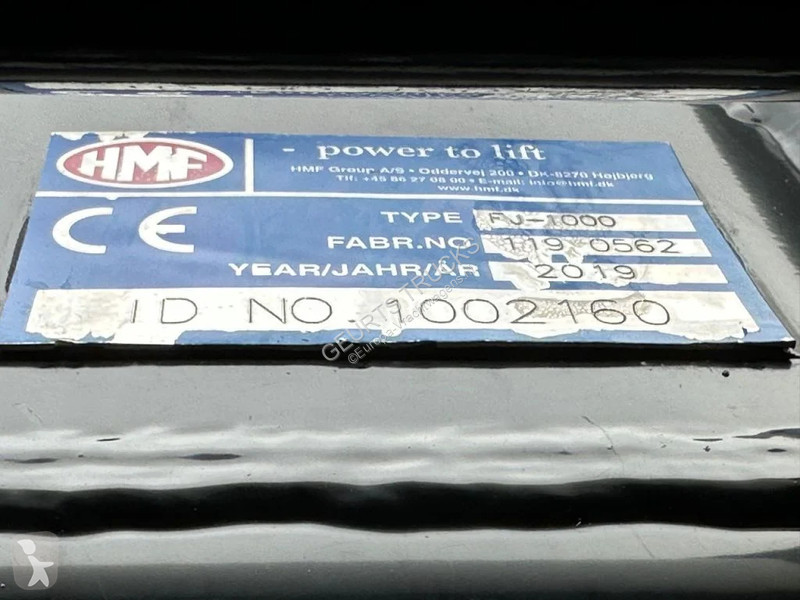 HMF
- power to lift
HMF Group A/S • Oddervej 200 • DK-8270 Højbjerg
Tlf: +45 86 27 08 00 • E-mail: info@hmf.dk
www.hmf.dk
CE
TYPE FJ-1000
FABR.NO 119 0562
YEAR/JAHR/ÅR 2019
ID NO. 1002160
GEURTSTRUCKS